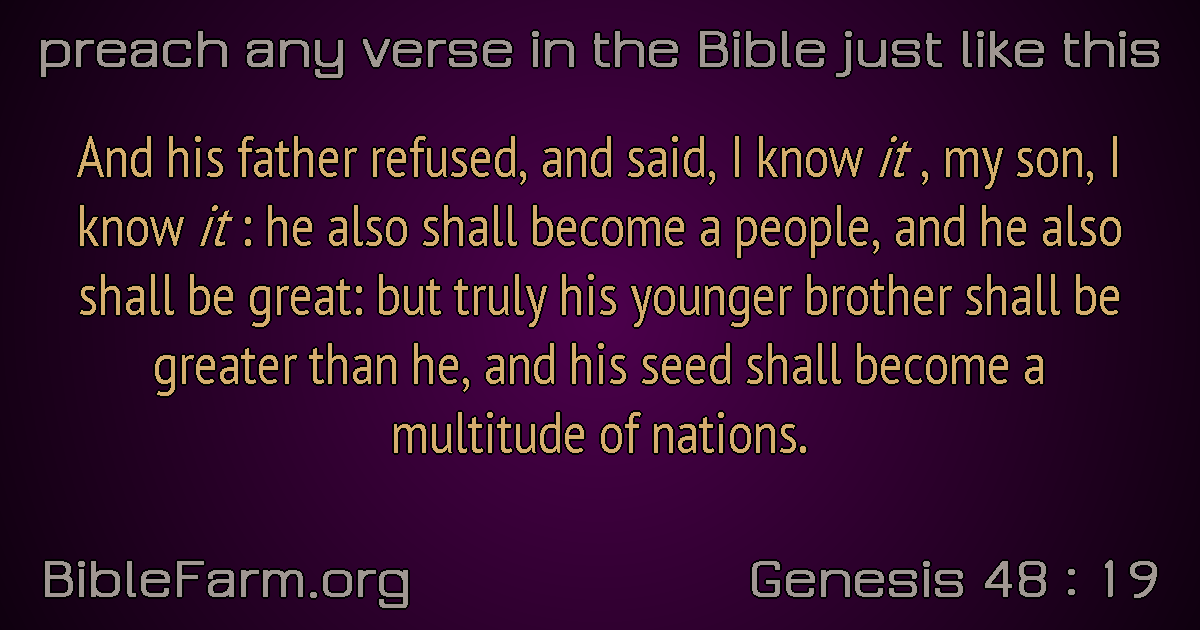 preach any verse in the Bible just like this
And his father refused, and said, I know it , my son, I
know it : he also shall become a people, and he also
shall be great: but truly his younger brother shall be
greater than he, and his seed shall become a
multitude of nations.
BibleFarm.org
Genesis 48 : 19